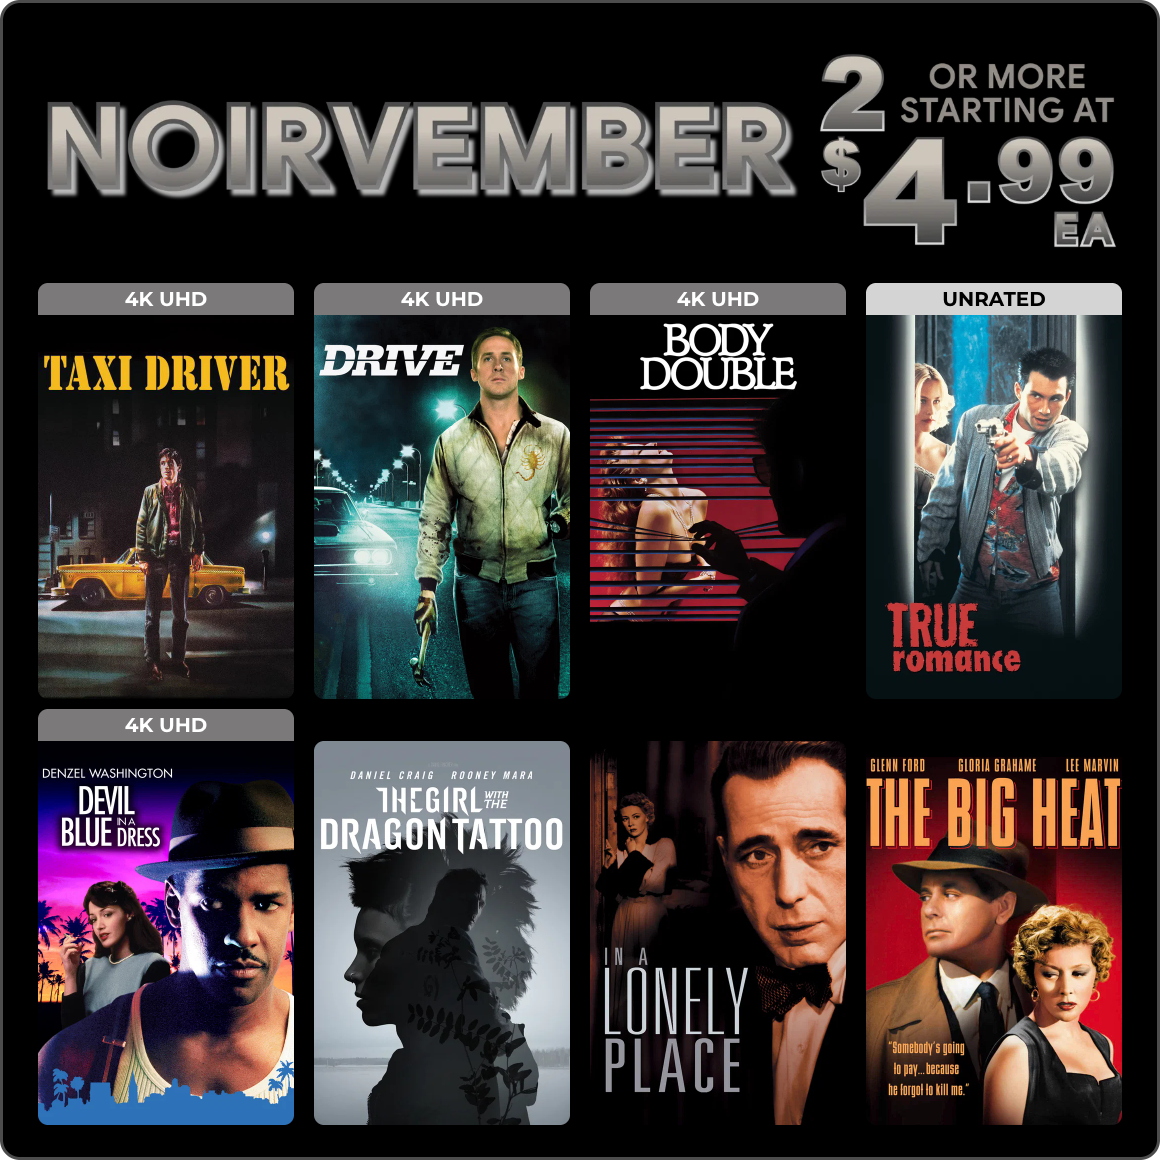 NOIRVEMBER
2 OR MORE
STARTING AT
$4.99
EA
4K UHD
TAXI DRIVER
4K UHD
DRIVE
4K UHD
BODY
DOUBLE
UNRATED
TRUE
romance
4K UHD
DENZEL WASHINGTON
DEVIL
IN A
BLUE DRESS
DANIEL CRAIG ROONEY MARA
THE GIRL WITH THE
DRAGON TATTOO
IN A
LONELY
PLACE
GLENN FORD GLORIA GRAHAME LEE MARVIN
THE BIG HEAT
"Somebody's going
to pay...because
he forgot to kill me."